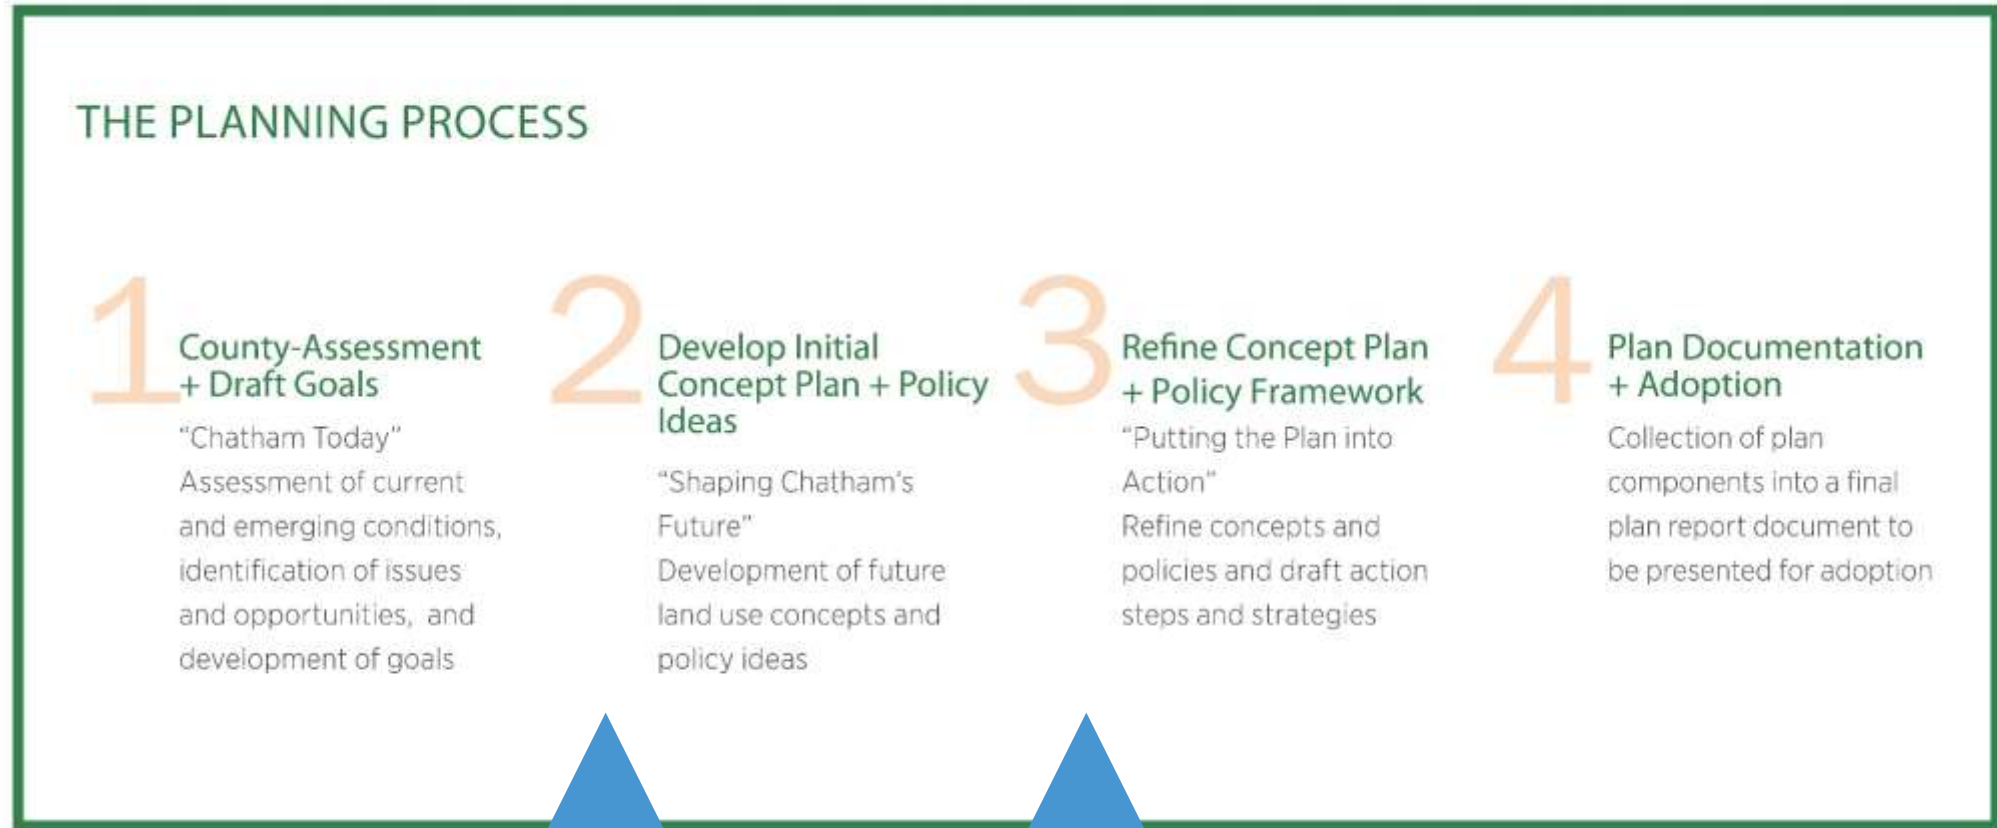 THE PLANNING PROCESS
1
County-Assessment
+ Draft Goals
“Chatham Today”
Assessment of current
and emerging conditions,
identification of issues
and opportunities, and
development of goals
2
Develop Initial
Concept Plan + Policy
Ideas
“Shaping Chatham's
Future”
Development of future
land use concepts and
policy ideas
3
Refine Concept Plan
+ Policy Framework
“Putting the Plan into
Action”
Refine concepts and
policies and draft action
steps and strategies
4
Plan Documentation
+ Adoption
Collection of plan
components into a final
plan report document to
be presented for adoption